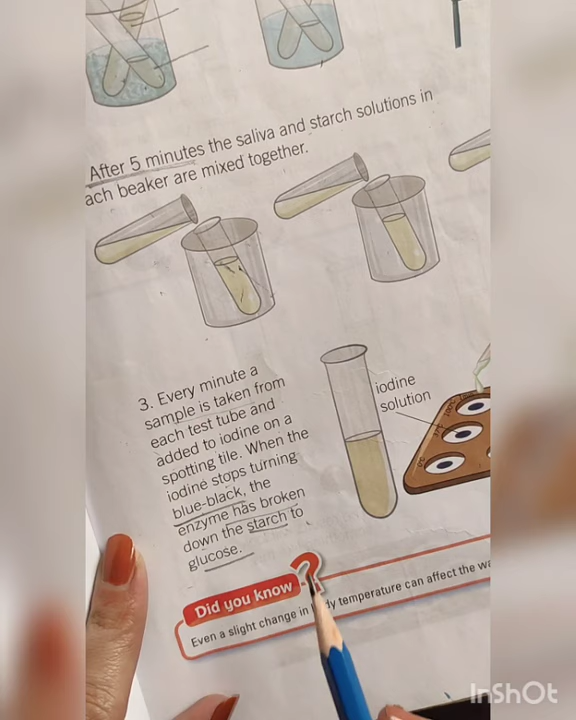 After 5 minutes the saliva and starch solutions in
ach beaker are mixed together.
3. Every minute a
sample is taken from
each test tube and
added to iodine on a
spotting tile. When the
iodine stops turning
blue-black, the
enzyme has broken
down the starch to
glucose.
iodine
solution
Did you know ?
Even a slight change in dy temperature can affect the wa
InShOt